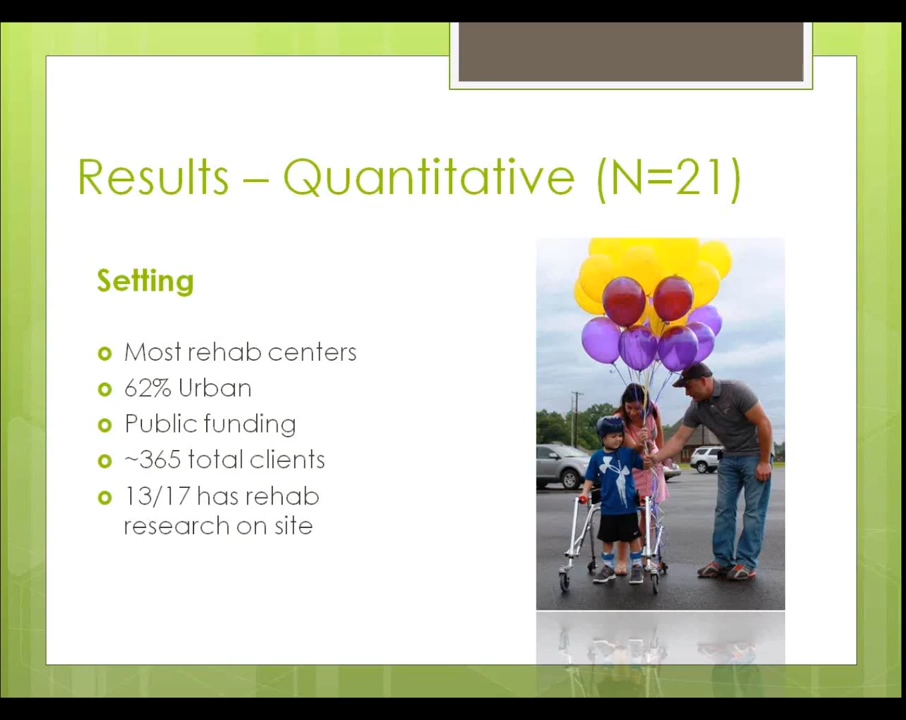 Results – Quantitative (N=21)
Setting
Most rehab centers
62% Urban
Public funding
~365 total clients
13/17 has rehab
research on site